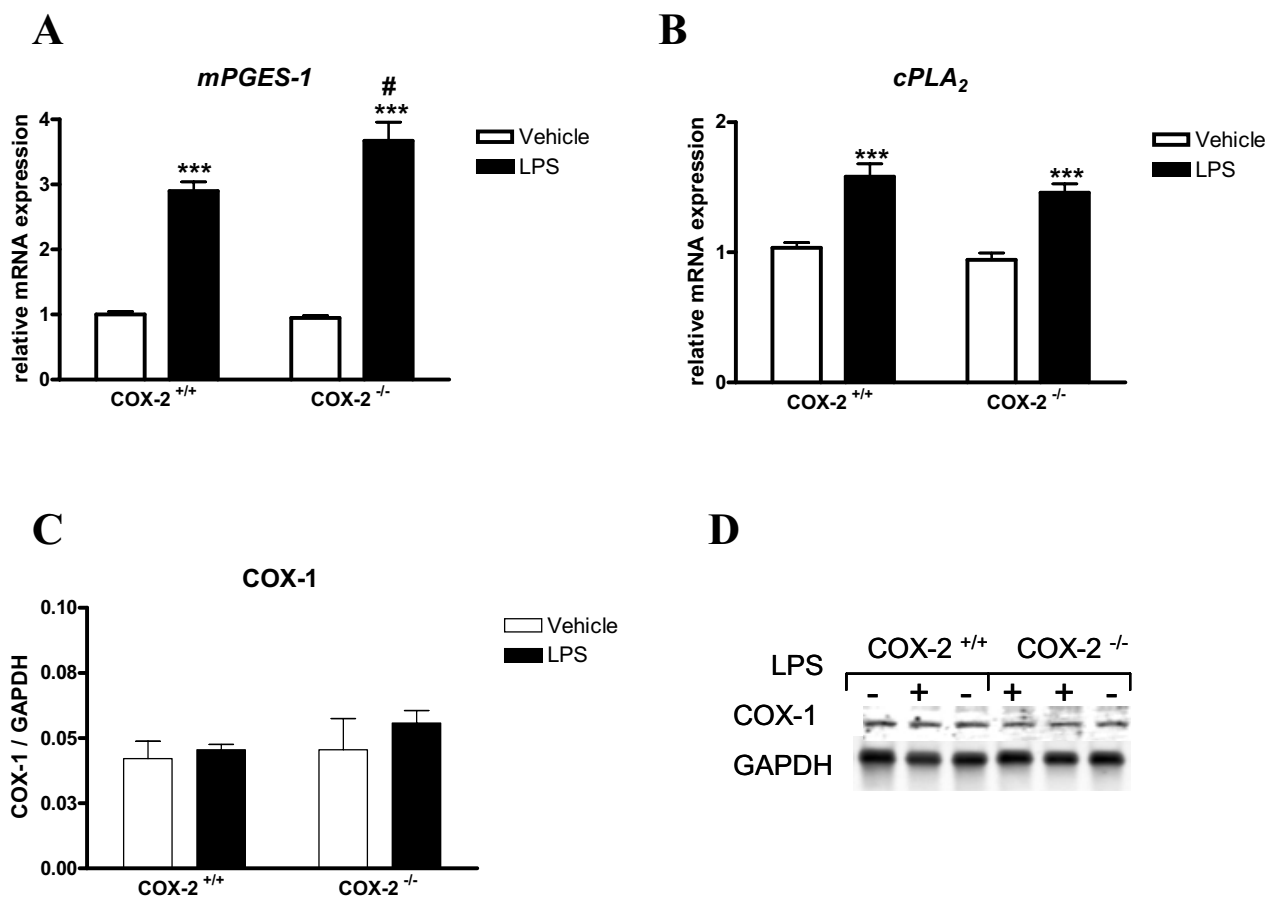 A
mPGES-1
relative mRNA expression
4
3
2
1
0
***
#
***
Vehicle
LPS
COX-2 +/+
COX-2 -/-
B
cPLA2
relative mRNA expression
2
1
0
***
***
Vehicle
LPS
COX-2 +/+
COX-2 -/-
C
COX-1
COX-1 / GAPDH
0.10
0.08
0.05
0.03
0.00
Vehicle
LPS
COX-2 +/+
COX-2 -/-
D
COX-2 +/+ COX-2 -/-
LPS
- + - + + -
COX-1
GAPDH